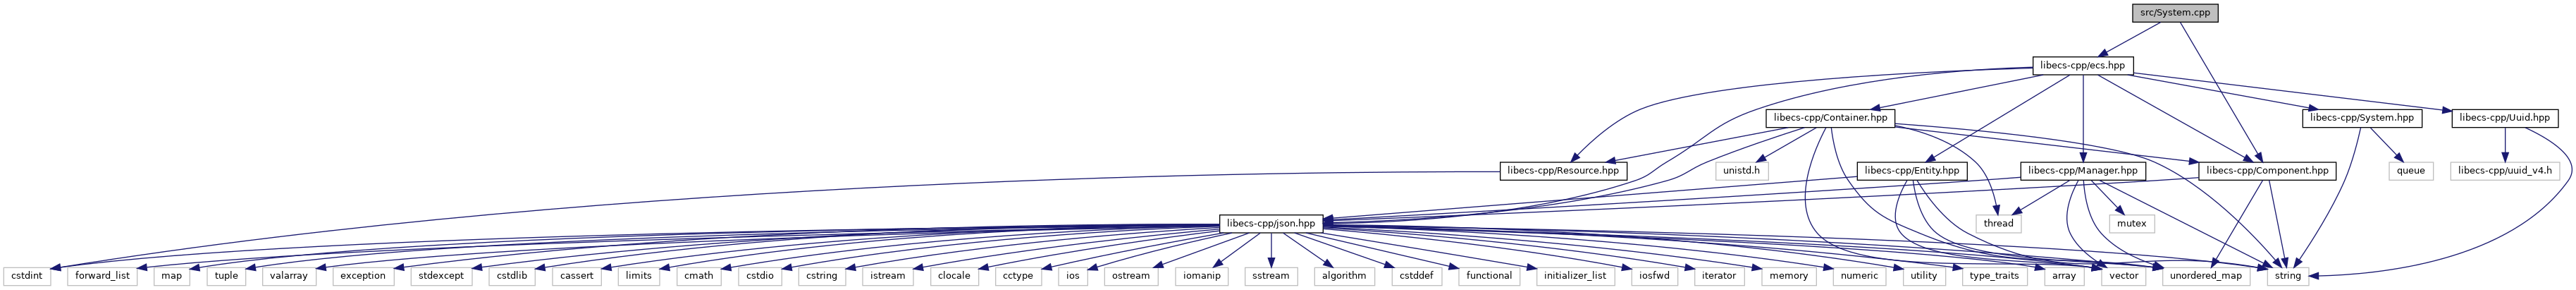 src/System.cpp
libecs-cpp/ecs.hpp
libecs-cpp/Container.hpp
libecs-cpp/System.hpp
libecs-cpp/Uuid.hpp
libecs-cpp/Resource.hpp
unistd.h
libecs-cpp/Entity.hpp
libecs-cpp/Manager.hpp
libecs-cpp/Component.hpp
queue
libecs-cpp/uuid_v4.h
libecs-cpp/json.hpp
thread
mutex
cstdint
forward_list
map
tuple
valarray
exception
stdexcept
cstdlib
cassert
limits
cmath
cstdio
cstring
istream
clocale
cctype
ios
ostream
iomanip
sstream
algorithm
cstddef
functional
initializer_list
iosfwd
iterator
memory
numeric
utility
type_traits
array
vector
unordered_map
string